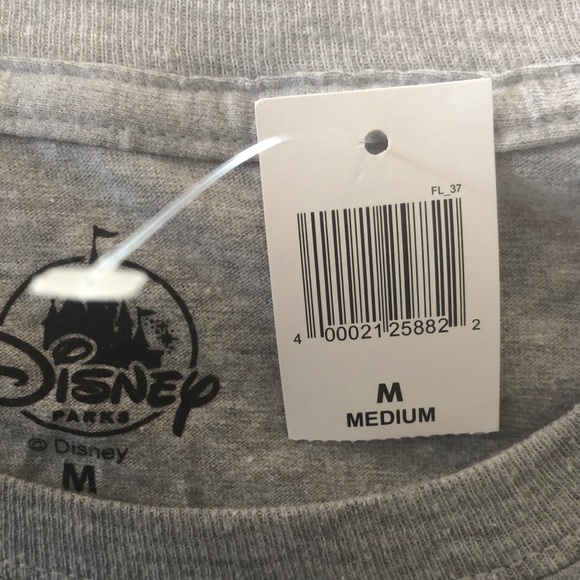 FL_37
4 00021 25882 2
M
MEDIUM
Disney
PARKS
© Disney
M